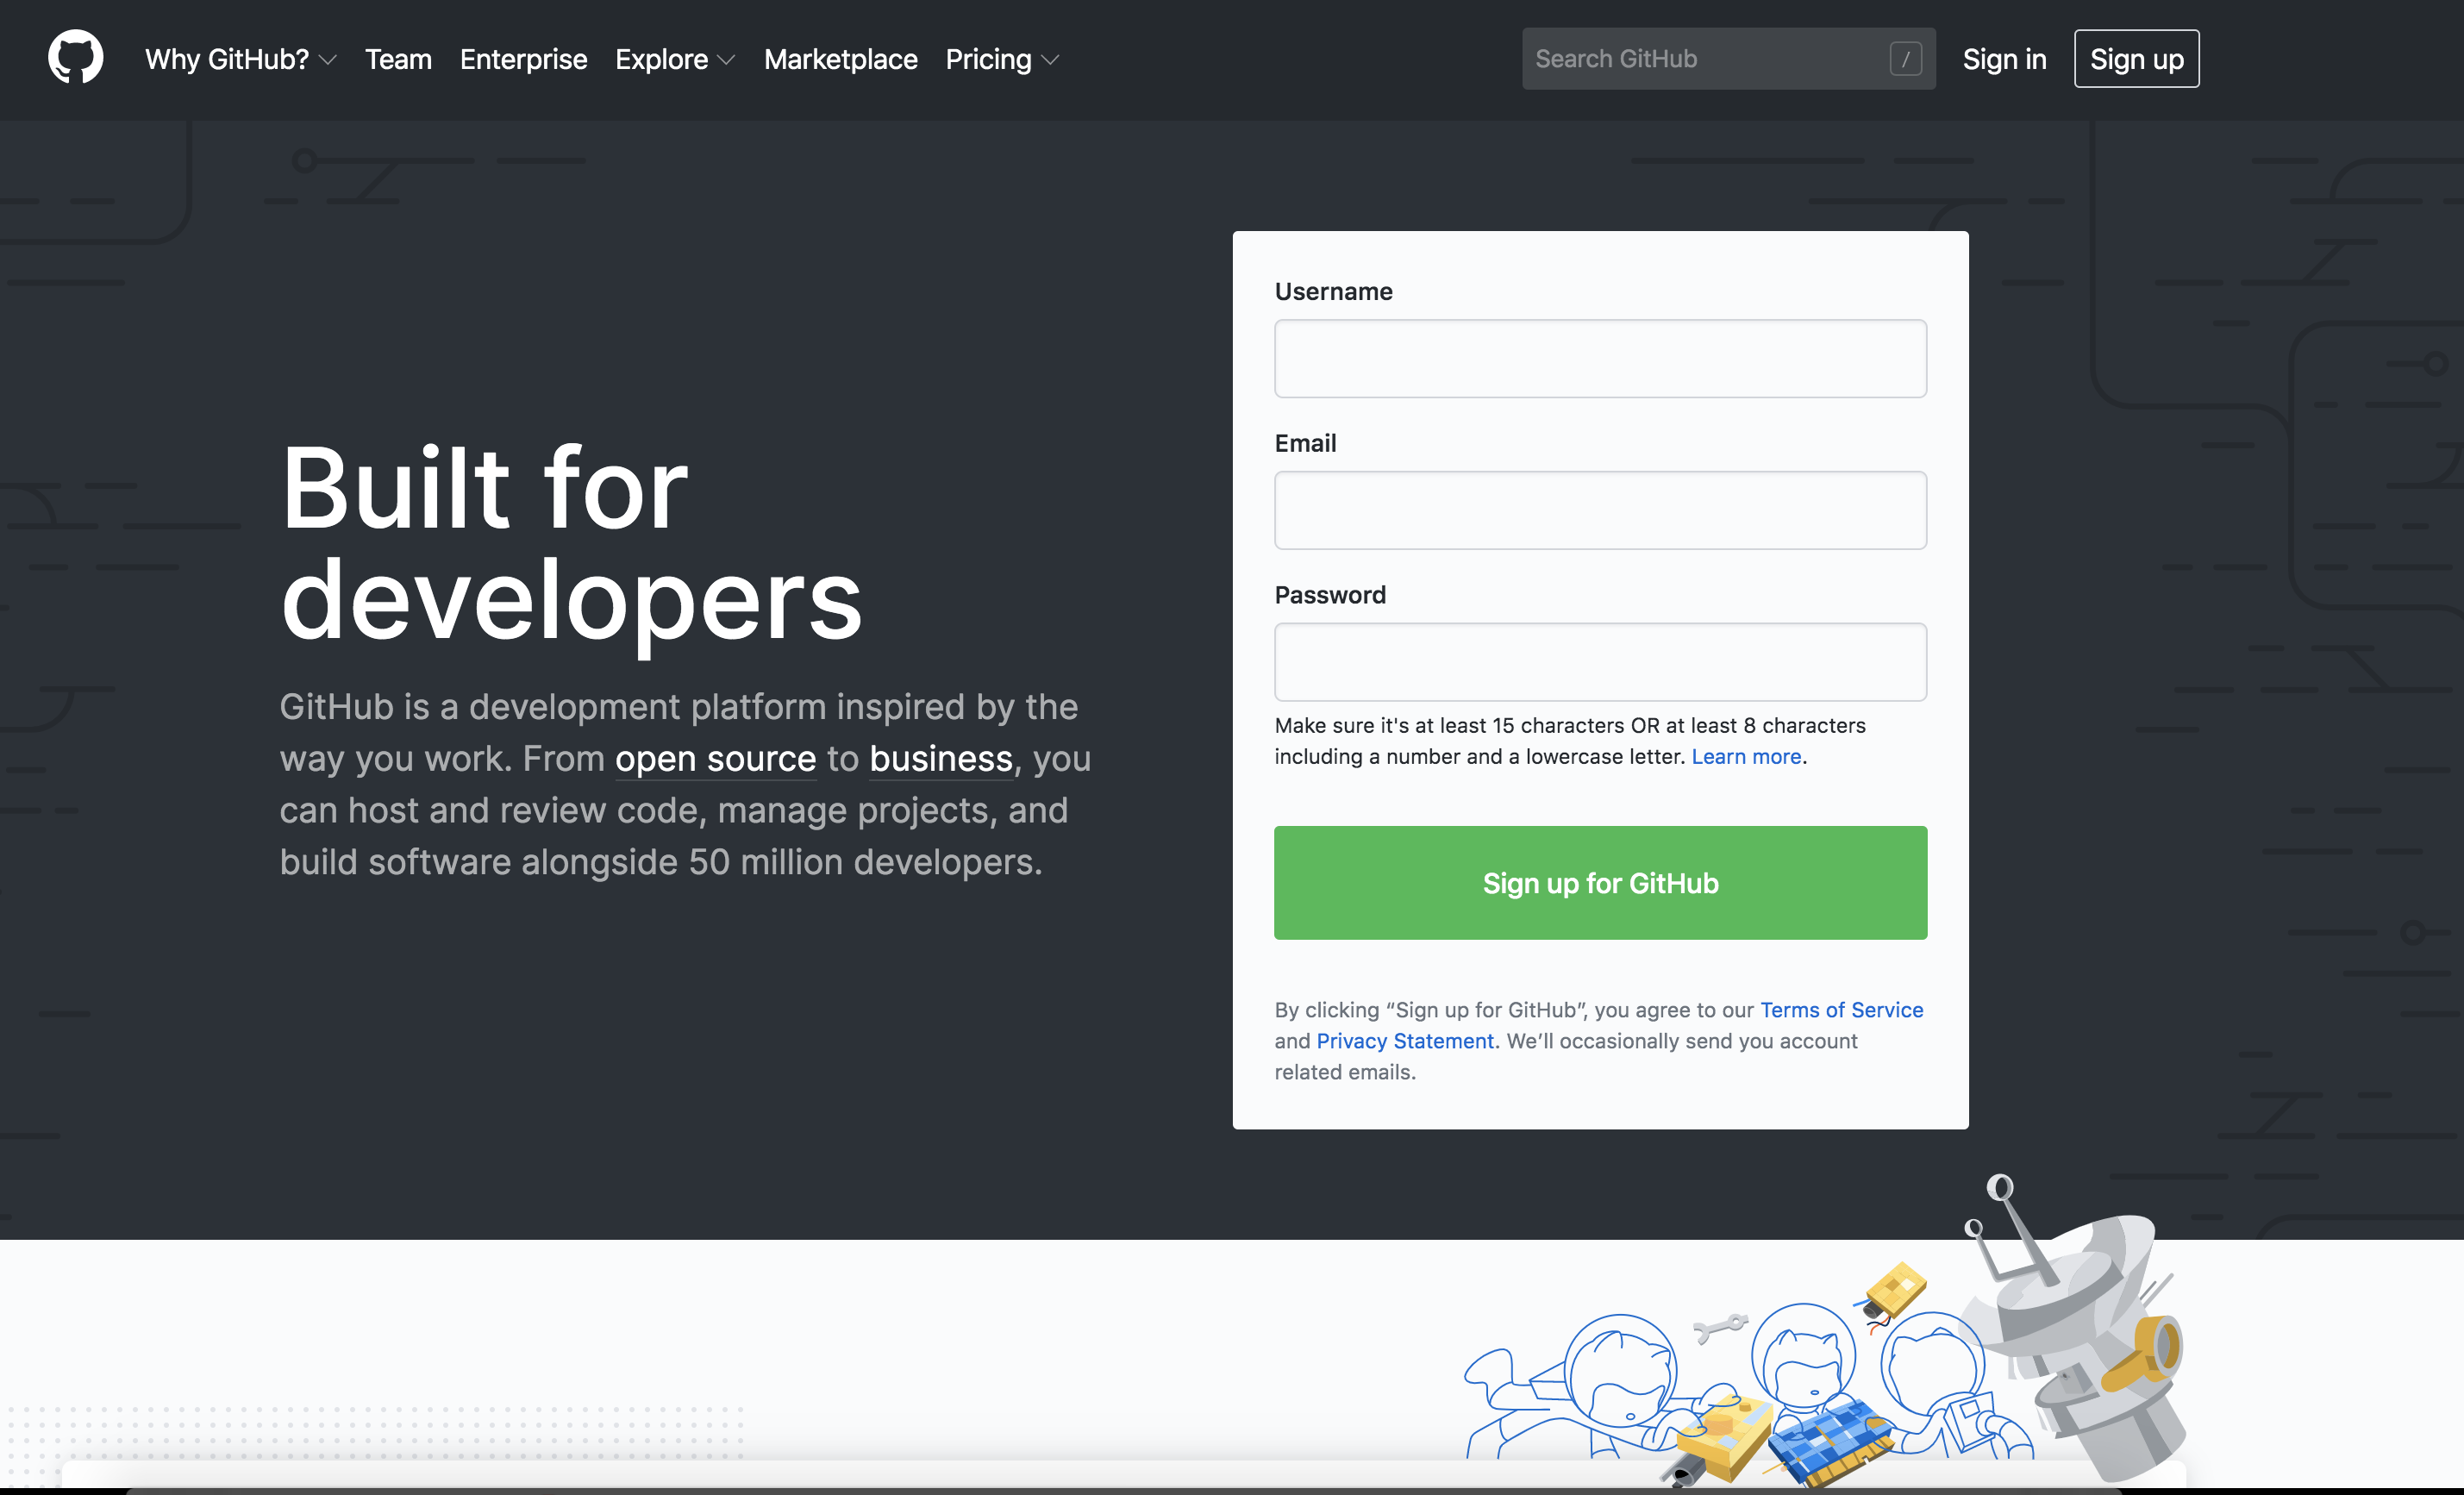 Why GitHub? Team Enterprise Explore Marketplace Pricing Search GitHub / Sign in Sign up
Built for
developers
GitHub is a development platform inspired by the
way you work. From open source to business, you
can host and review code, manage projects, and
build software alongside 50 million developers.
Username
Email
Password
Make sure it's at least 15 characters OR at least 8 characters
including a number and a lowercase letter. Learn more.
Sign up for GitHub
By clicking “Sign up for GitHub”, you agree to our Terms of Service
and Privacy Statement. We’ll occasionally send you account
related emails.